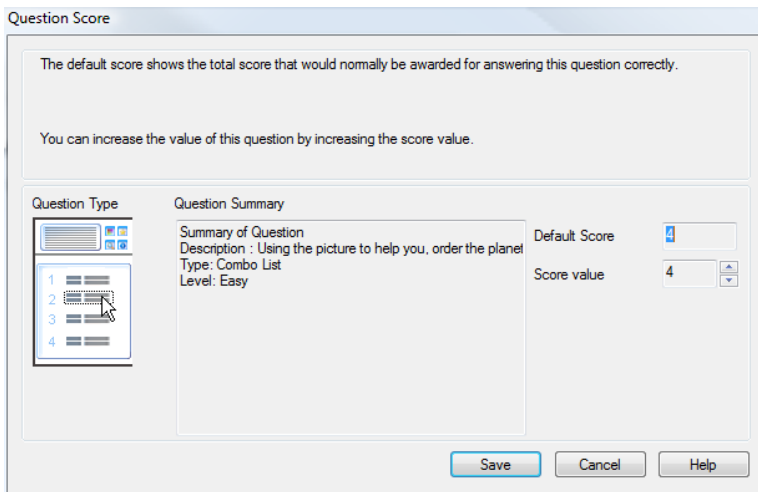 Question Score
The default score shows the total score that would normally be awarded for answering this question correctly.
You can increase the value of this question by increasing the score value.
Question Type
1
2
3
4
Question Summary
Summary of Question
Description : Using the picture to help you, order the planet
Type: Combo List
Level: Easy
Default Score 4
Score value 4
Save Cancel Help